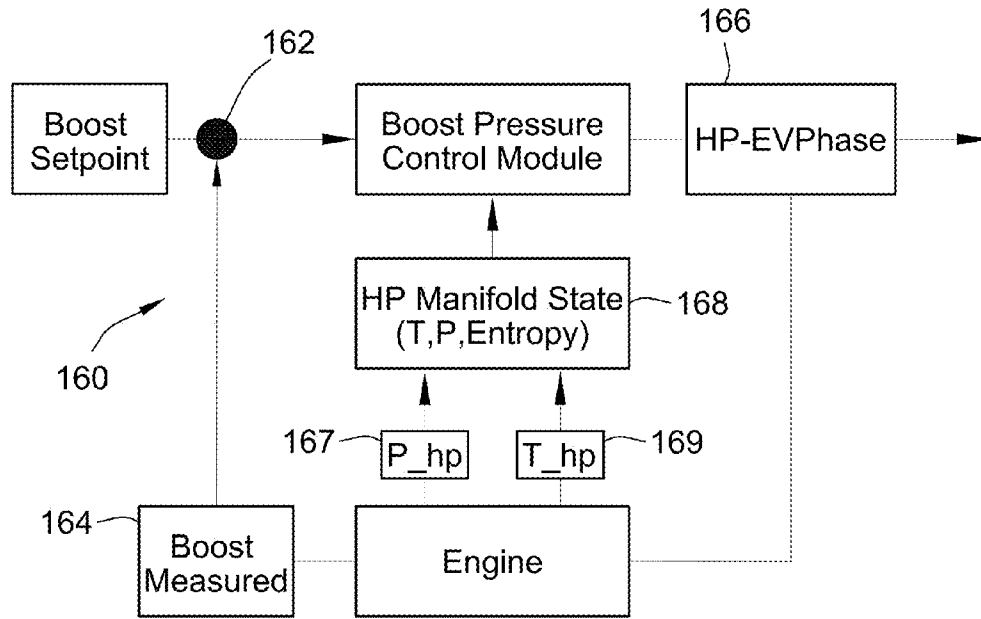 162
166
Boost
Setpoint
Boost Pressure
Control Module
HP-EVPhase
HP Manifold State
(T,P,Entropy)
168
160
167
P_hp
T_hp
169
164
Boost
Measured
Engine